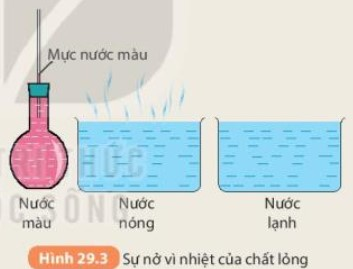 Mực nước màu
Nước màu
Nước nóng
Nước lạnh
Hình 29.3 Sự nở vì nhiệt của chất lỏng